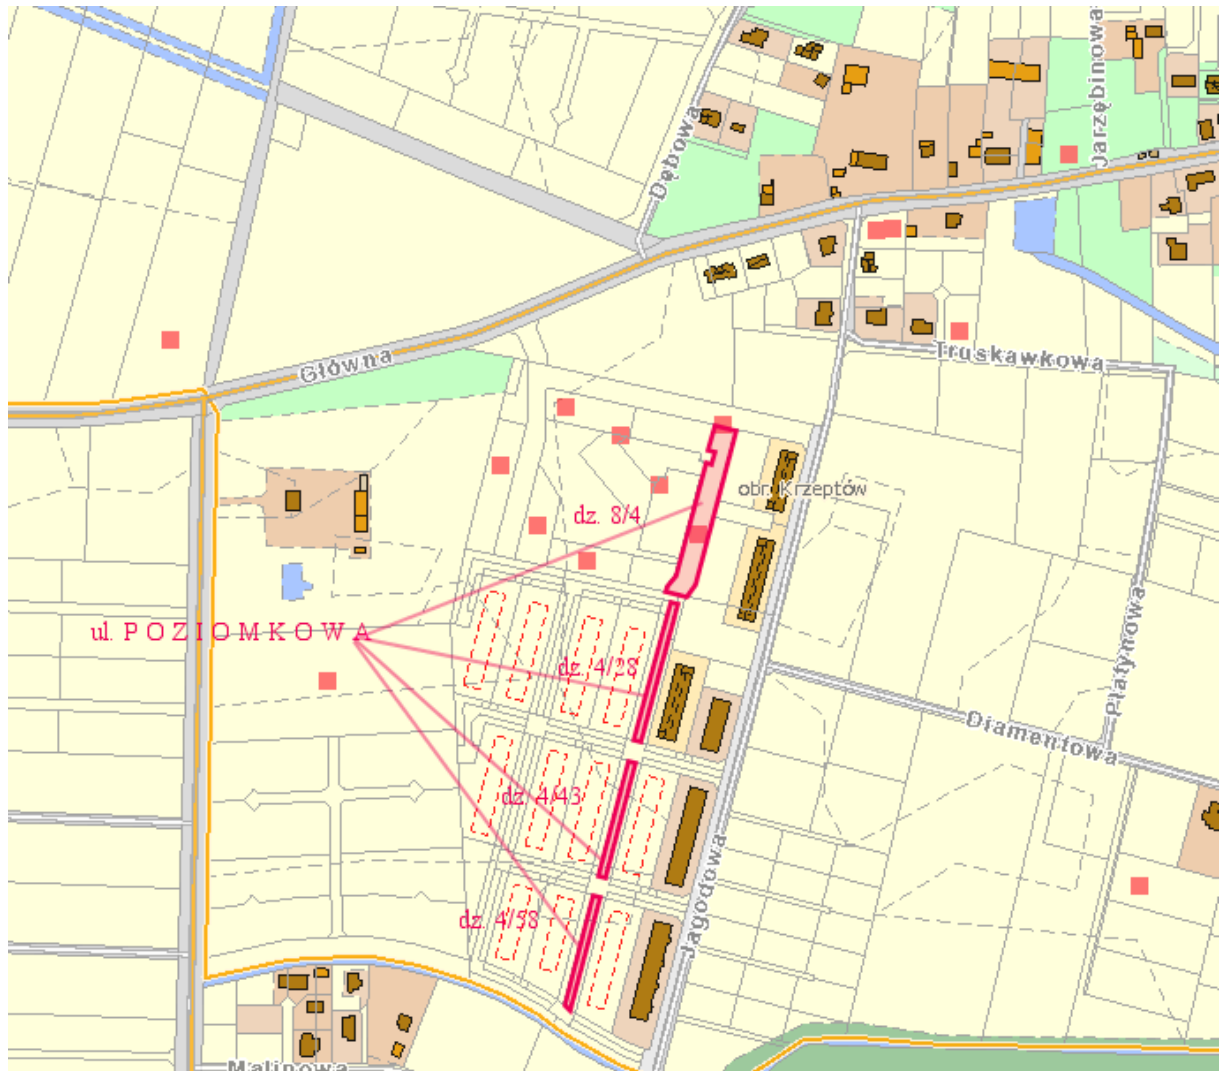 Jarzębinowa
Dębowa
Główna
Truskawkowa
obr. Krzeptów
dz. 8/4
Platynowa
ul. P O Z I O M K O W A
dz. 4/28
Diamentowa
dz. 4/43
Jagodowa
dz. 4/58
Malinowa